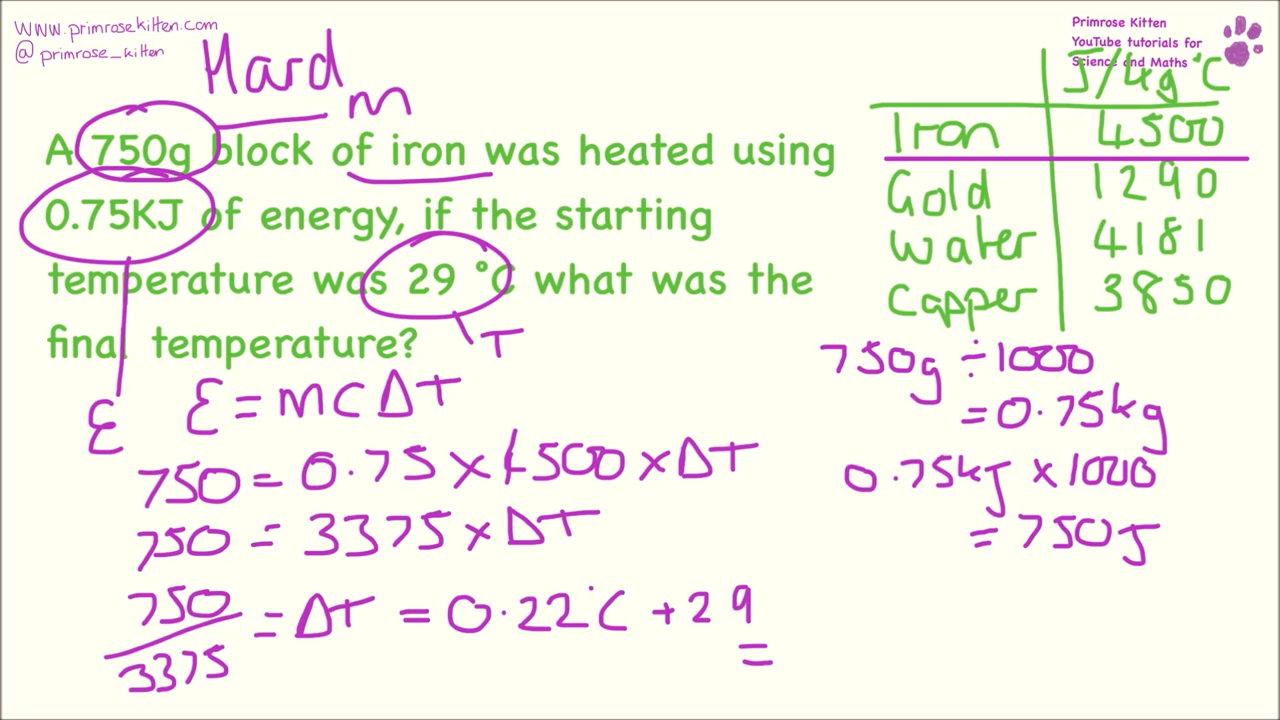 www.primrosekitten.com
@primrose_kitten
Primrose Kitten
YouTube tutorials for
Science and Maths
Hard
m
A 750g block of iron was heated using
0.75KJ of energy, if the starting
temperature was 29 °C what was the
final temperature?
T
J/kg°C
Iron 4500
Gold 1290
Water 4181
Copper 3850
E
E = mcΔT
750 = 0.75 × 4500 × ΔT
750 = 3375 × ΔT
750/3375 = ΔT = 0.22°C + 29
=
750g ÷ 1000
= 0.75kg
0.75kJ × 1000
= 750J